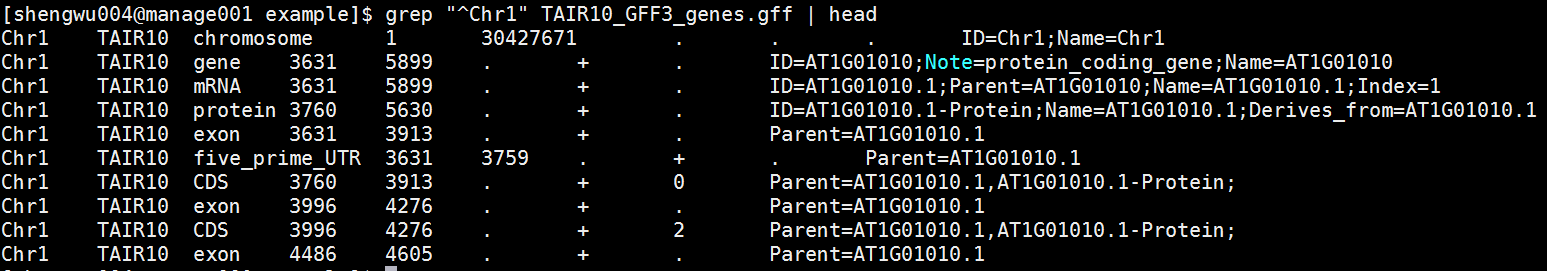 [shengwu004@manage001 example]$ grep "^Chr1" TAIR10_GFF3_genes.gff | head
Chr1	TAIR10	chromosome	1	30427671	.	.	.	ID=Chr1;Name=Chr1
Chr1	TAIR10	gene	3631	5899	.	+	.	ID=AT1G01010;Note=protein_coding_gene;Name=AT1G01010
Chr1	TAIR10	mRNA	3631	5899	.	+	.	ID=AT1G01010.1;Parent=AT1G01010;Name=AT1G01010.1;Index=1
Chr1	TAIR10	protein	3760	5630	.	+	.	ID=AT1G01010.1-Protein;Name=AT1G01010.1;Derives_from=AT1G01010.1
Chr1	TAIR10	exon	3631	3913	.	+	.	Parent=AT1G01010.1
Chr1	TAIR10	five_prime_UTR	3631	3759	.	+	.	Parent=AT1G01010.1
Chr1	TAIR10	CDS	3760	3913	.	+	0	Parent=AT1G01010.1,AT1G01010.1-Protein;
Chr1	TAIR10	exon	3996	4276	.	+	.	Parent=AT1G01010.1
Chr1	TAIR10	CDS	3996	4276	.	+	2	Parent=AT1G01010.1,AT1G01010.1-Protein;
Chr1	TAIR10	exon	4486	4605	.	+	.	Parent=AT1G01010.1